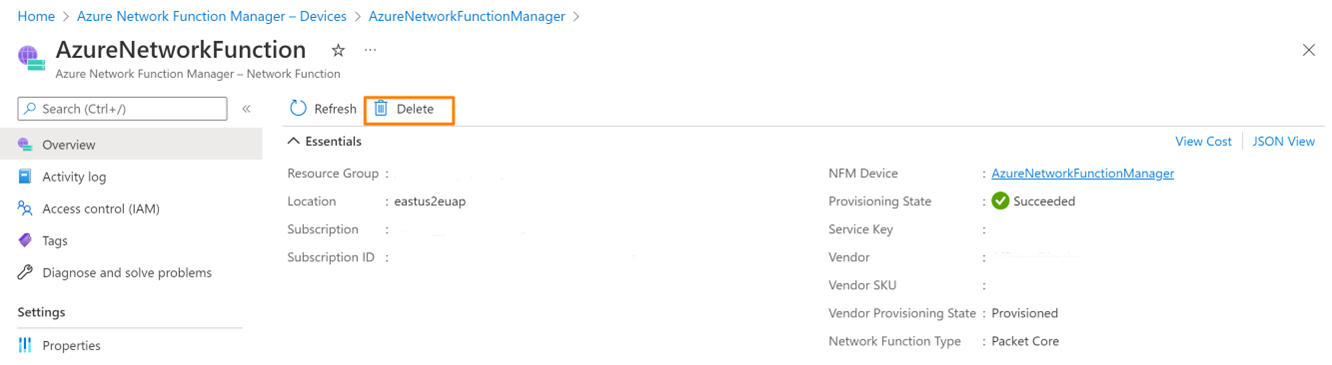 Home > Azure Network Function Manager – Devices > AzureNetworkFunctionManager >
AzureNetworkFunction ☆ ···
Azure Network Function Manager – Network Function
Search (Ctrl+/) «
Refresh Delete
Overview
Activity log
Access control (IAM)
Tags
Diagnose and solve problems
Settings
Properties
Essentials
View Cost JSON View
Resource Group :
Location : eastus2euap
Subscription :
Subscription ID :
NFM Device : AzureNetworkFunctionManager
Provisioning State : Succeeded
Service Key :
Vendor :
Vendor SKU :
Vendor Provisioning State : Provisioned
Network Function Type : Packet Core